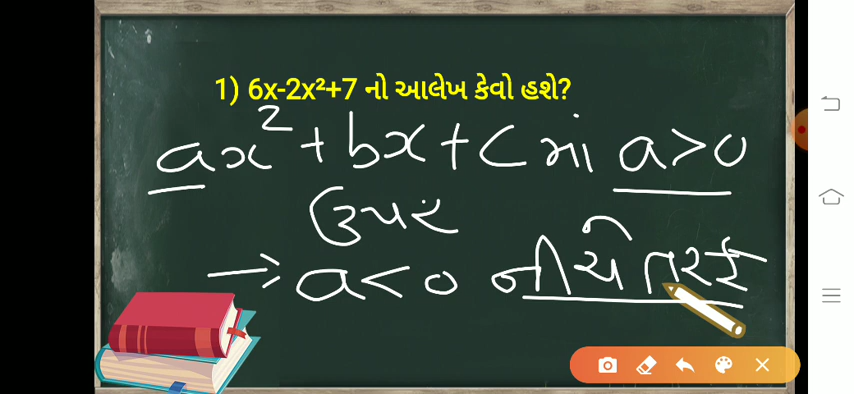 1) 6x-2x²+7 નો આલેખ કેવો હશે?
ax² + bx + c માં a>0
ઉપર
→ a < 0 નીચે તરફ